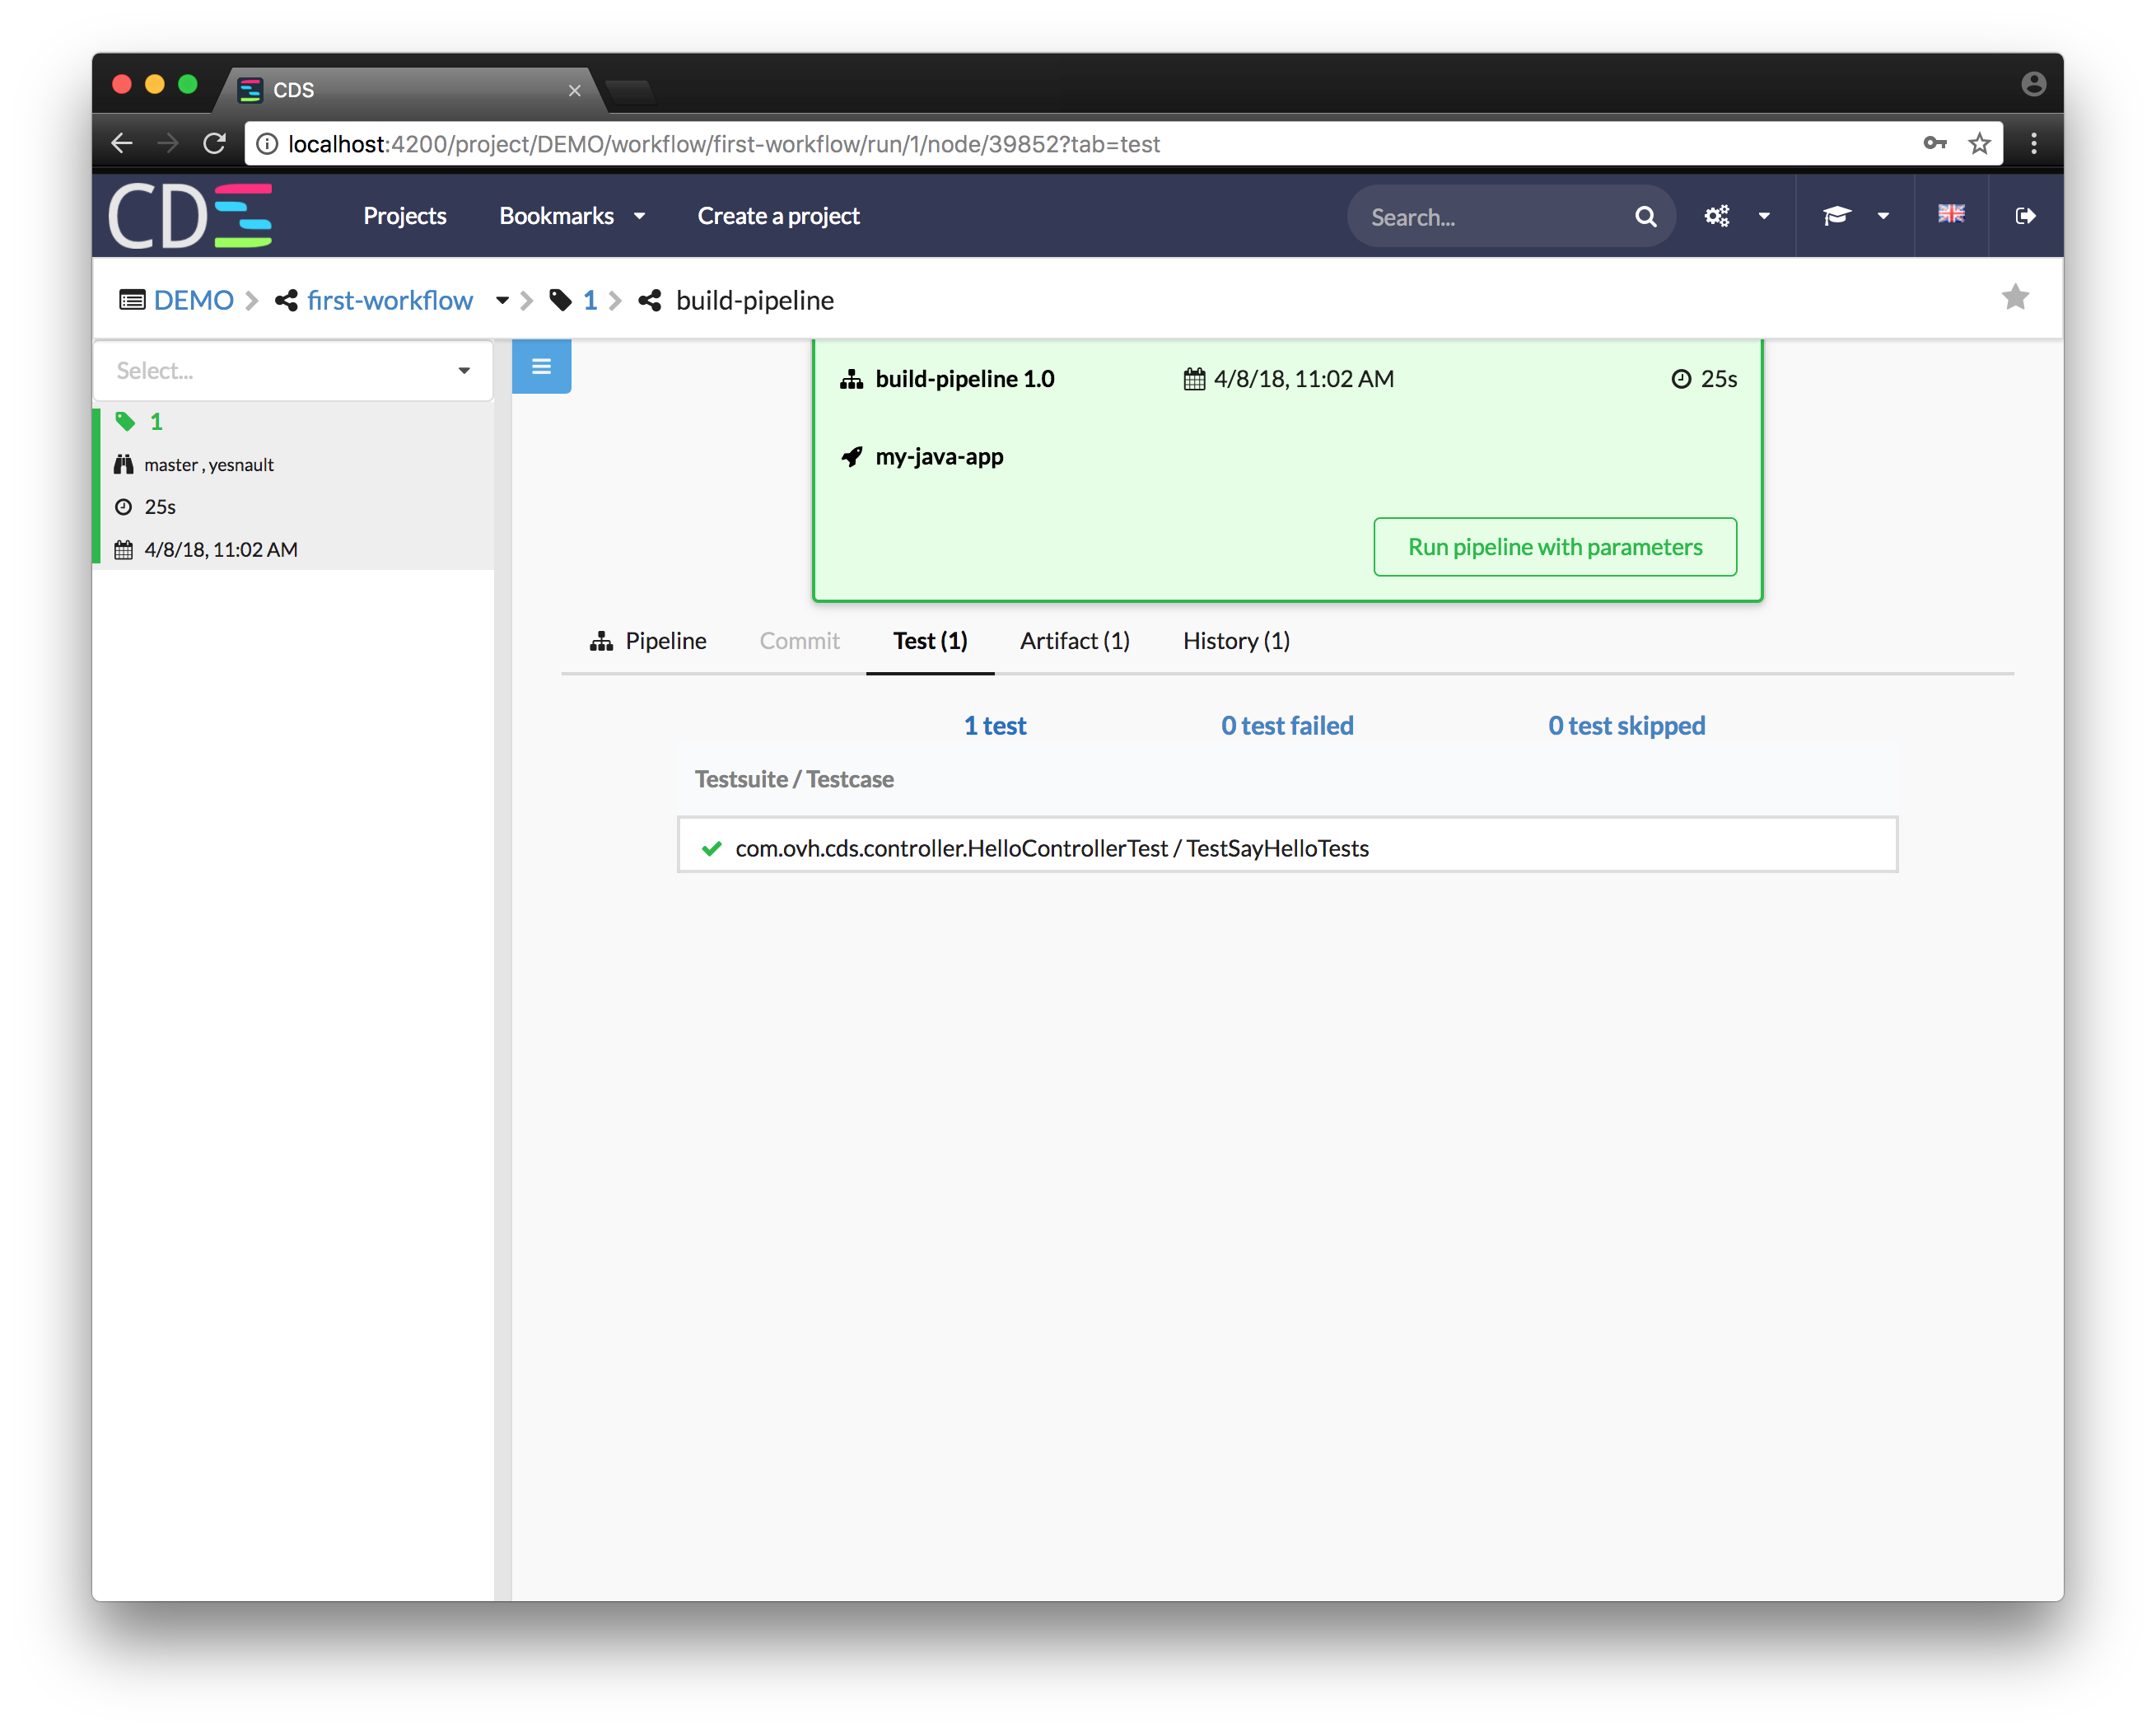 CDS
localhost:4200/project/DEMO/workflow/first-workflow/run/1/node/39852?tab=test
CD Projects Bookmarks Create a project Search...
DEMO first-workflow 1 build-pipeline
Select...
1
master , yesnault
25s
4/8/18, 11:02 AM
build-pipeline 1.0 4/8/18, 11:02 AM 25s
my-java-app
Run pipeline with parameters
Pipeline Commit Test (1) Artifact (1) History (1)
1 test 0 test failed 0 test skipped
Testsuite / Testcase
com.ovh.cds.controller.HelloControllerTest / TestSayHelloTests